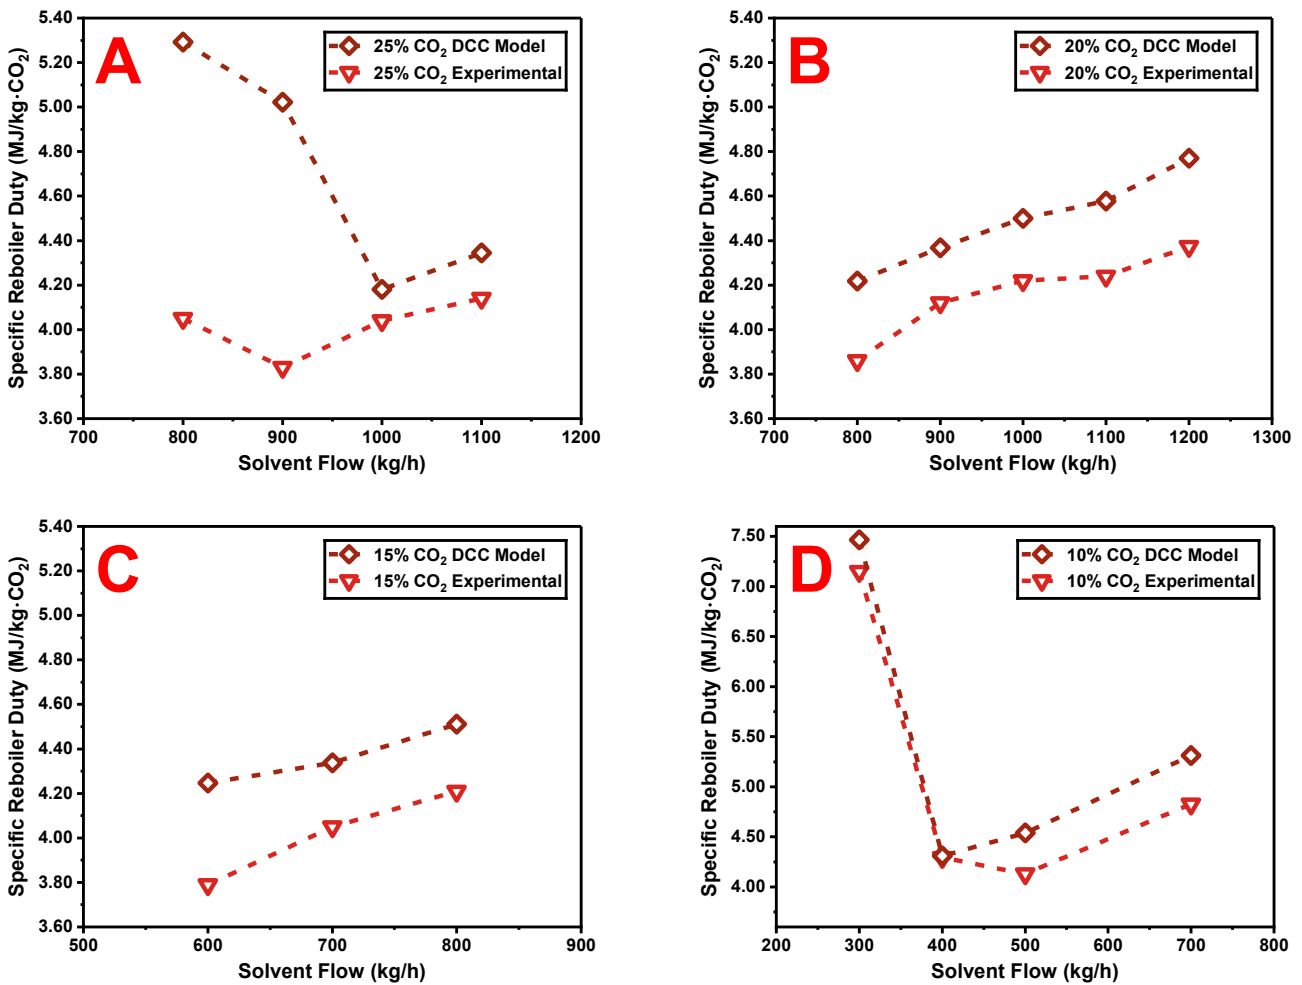 A
25% CO2 DCC Model
25% CO2 Experimental
Specific Reboiler Duty (MJ/kg·CO2)
5.40
5.20
5.00
4.80
4.60
4.40
4.20
4.00
3.80
3.60
700 800 900 1000 1100 1200
Solvent Flow (kg/h)
B
20% CO2 DCC Model
20% CO2 Experimental
Specific Reboiler Duty (MJ/kg·CO2)
5.40
5.20
5.00
4.80
4.60
4.40
4.20
4.00
3.80
3.60
700 800 900 1000 1100 1200 1300
Solvent Flow (kg/h)
C
15% CO2 DCC Model
15% CO2 Experimental
Specific Reboiler Duty (MJ/kg·CO2)
5.40
5.20
5.00
4.80
4.60
4.40
4.20
4.00
3.80
3.60
500 600 700 800 900
Solvent Flow (kg/h)
D
10% CO2 DCC Model
10% CO2 Experimental
Specific Reboiler Duty (MJ/kg·CO2)
7.50
7.00
6.50
6.00
5.50
5.00
4.50
4.00
200 300 400 500 600 700 800
Solvent Flow (kg/h)